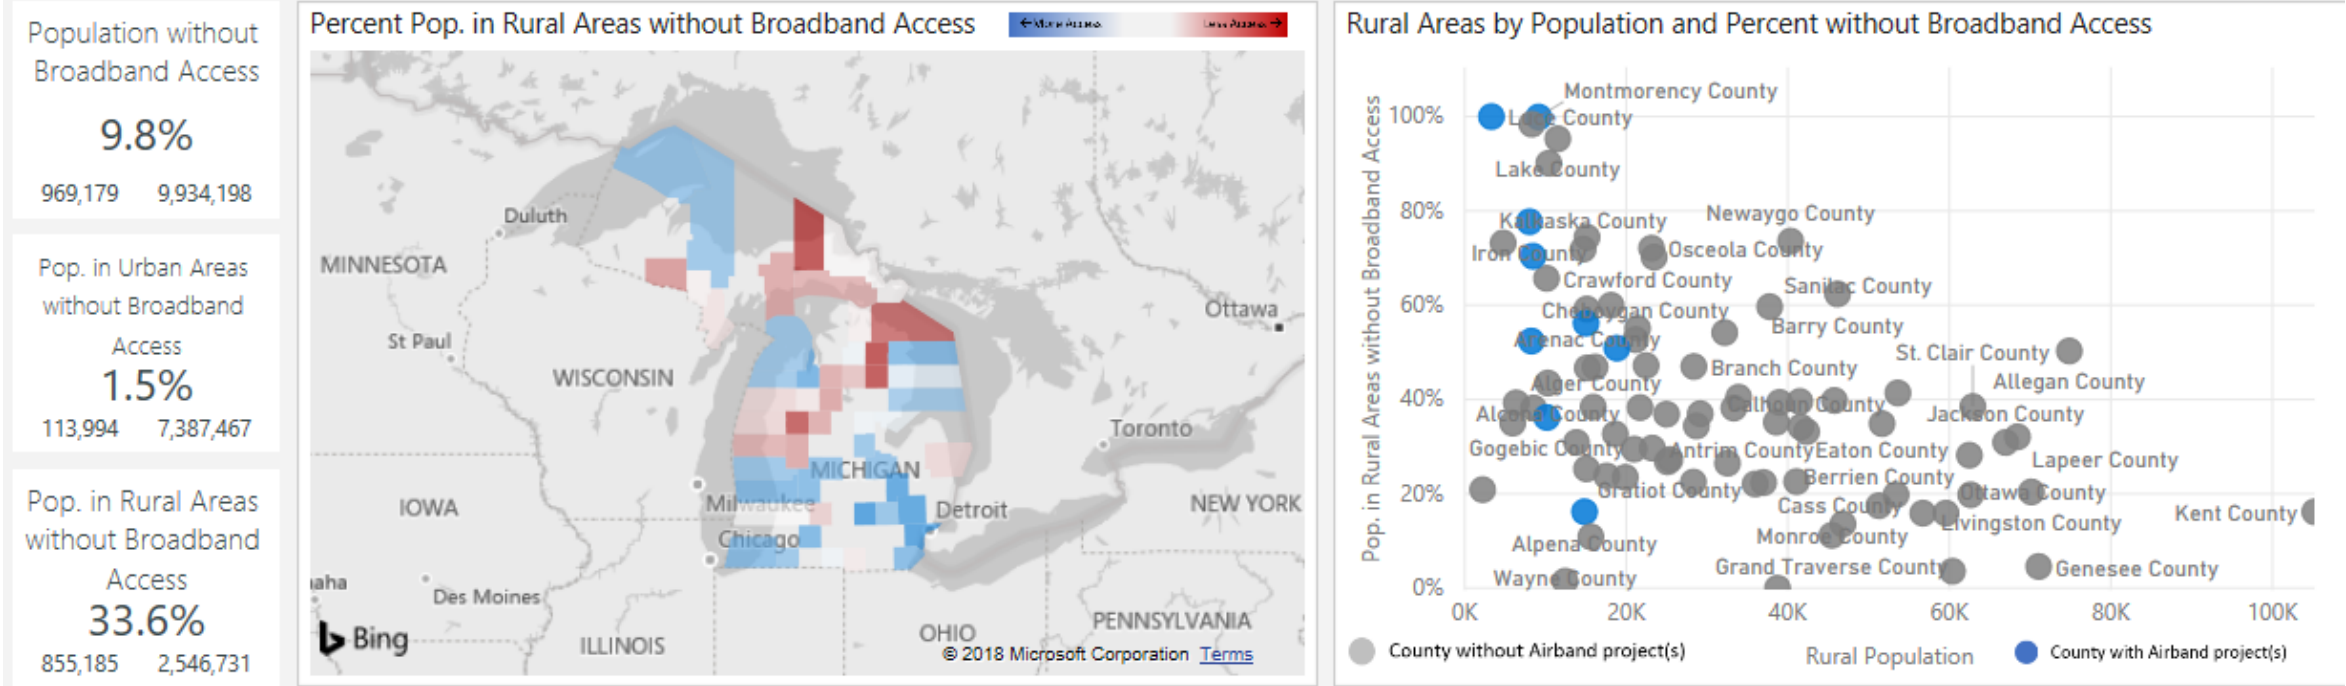 Population without
Broadband Access
9.8%
969,179 9,934,198
Pop. in Urban Areas
without Broadband
Access
1.5%
113,994 7,387,467
Pop. in Rural Areas
without Broadband
Access
33.6%
855,185 2,546,731
Percent Pop. in Rural Areas without Broadband Access
←More Access
Less Access →
Duluth
MINNESOTA
Ottawa
St Paul
WISCONSIN
Toronto
MICHIGAN
IOWA
Milwaukee
Detroit
NEW YORK
Chicago
aha
Des Moines
PENNSYLVANIA
Bing
ILLINOIS
OHIO
© 2018 Microsoft Corporation Terms
Rural Areas by Population and Percent without Broadband Access
Pop. in Rural Areas without Broadband Access
100%
80%
60%
40%
20%
0%
Montmorency County
Luce County
Lake County
Kalkaska County
Newaygo County
Iron County
Osceola County
Crawford County
Sanilac County
Cheboygan County
Barry County
Arenac County
St. Clair County
Branch County
Allegan County
Alger County
Calhoun County
Alcona County
Jackson County
Gogebic County
Antrim County
Eaton County
Lapeer County
Berrien County
Gratiot County
Ottawa County
Cass County
Kent County
Livingston County
Monroe County
Alpena County
Grand Traverse County
Genesee County
Wayne County
0K 20K 40K 60K 80K 100K
County without Airband project(s)
Rural Population
County with Airband project(s)